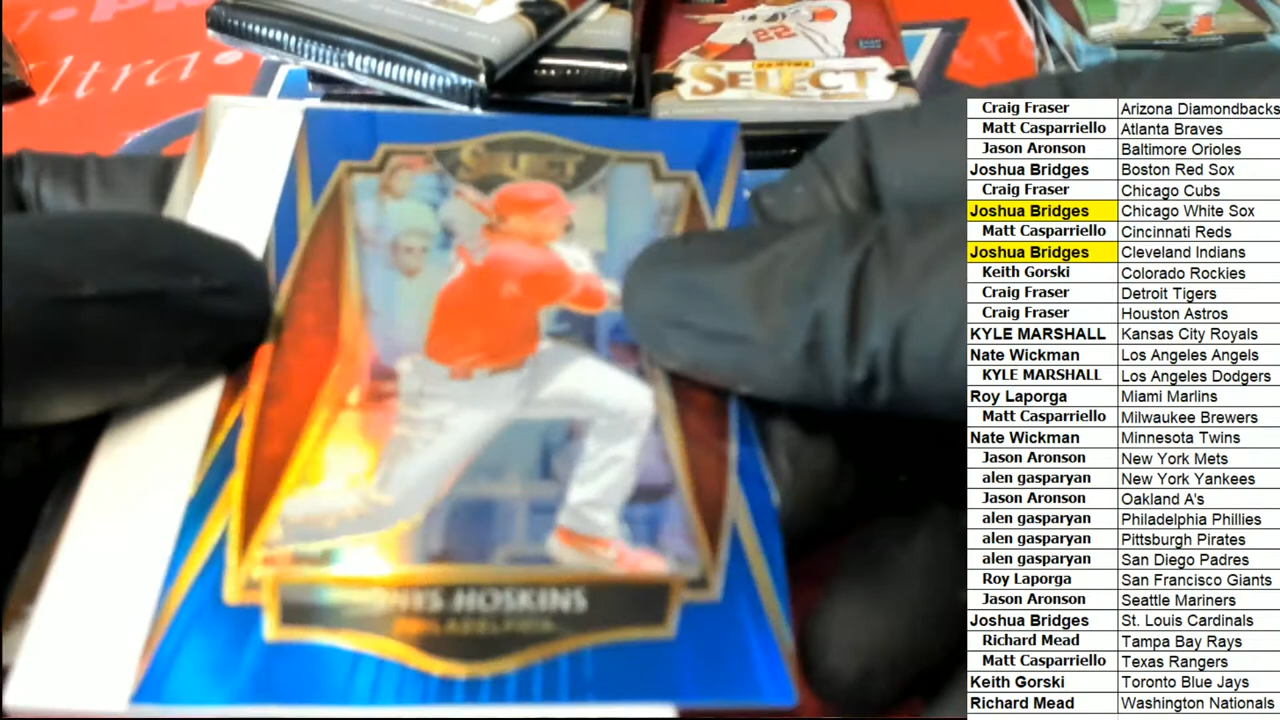 ltra
PANINI
22
SELECT
SELECT
HOSKINS
PHILADELPHIA
Craig Fraser Arizona Diamondbacks
Matt Casparriello Atlanta Braves
Jason Aronson Baltimore Orioles
Joshua Bridges Boston Red Sox
Craig Fraser Chicago Cubs
Joshua Bridges Chicago White Sox
Matt Casparriello Cincinnati Reds
Joshua Bridges Cleveland Indians
Keith Gorski Colorado Rockies
Craig Fraser Detroit Tigers
Craig Fraser Houston Astros
KYLE MARSHALL Kansas City Royals
Nate Wickman Los Angeles Angels
KYLE MARSHALL Los Angeles Dodgers
Roy Laporga Miami Marlins
Matt Casparriello Milwaukee Brewers
Nate Wickman Minnesota Twins
Jason Aronson New York Mets
alen gasparyan New York Yankees
Jason Aronson Oakland A's
alen gasparyan Philadelphia Phillies
alen gasparyan Pittsburgh Pirates
alen gasparyan San Diego Padres
Roy Laporga San Francisco Giants
Jason Aronson Seattle Mariners
Joshua Bridges St. Louis Cardinals
Richard Mead Tampa Bay Rays
Matt Casparriello Texas Rangers
Keith Gorski Toronto Blue Jays
Richard Mead Washington Nationals